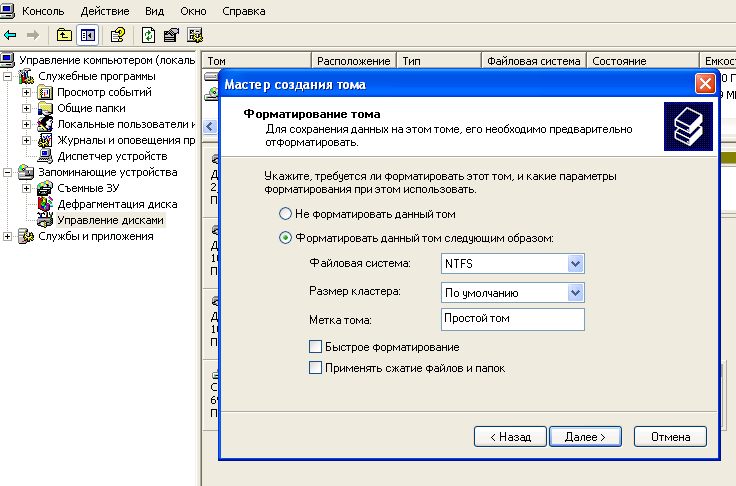 Консоль Действие Вид Окно Справка
Управление компьютером (локаль
Служебные программы
Просмотр событий
Общие папки
Локальные пользователи и
Журналы и оповещения пр
Диспетчер устройств
Запоминающие устройства
Съемные ЗУ
Дефрагментация диска
Управление дисками
Службы и приложения
Том Расположение Тип Файловая система Состояние Емкост
Мастер создания тома
Форматирование тома
Для сохранения данных на этом томе, его необходимо предварительно
отформатировать.
Укажите, требуется ли форматировать этот том, и какие параметры
форматирования при этом использовать.
Не форматировать данный том
Форматировать данный том следующим образом:
Файловая система: NTFS
Размер кластера: По умолчанию
Метка тома: Простой том
Быстрое форматирование
Применять сжатие файлов и папок
< Назад Далее > Отмена